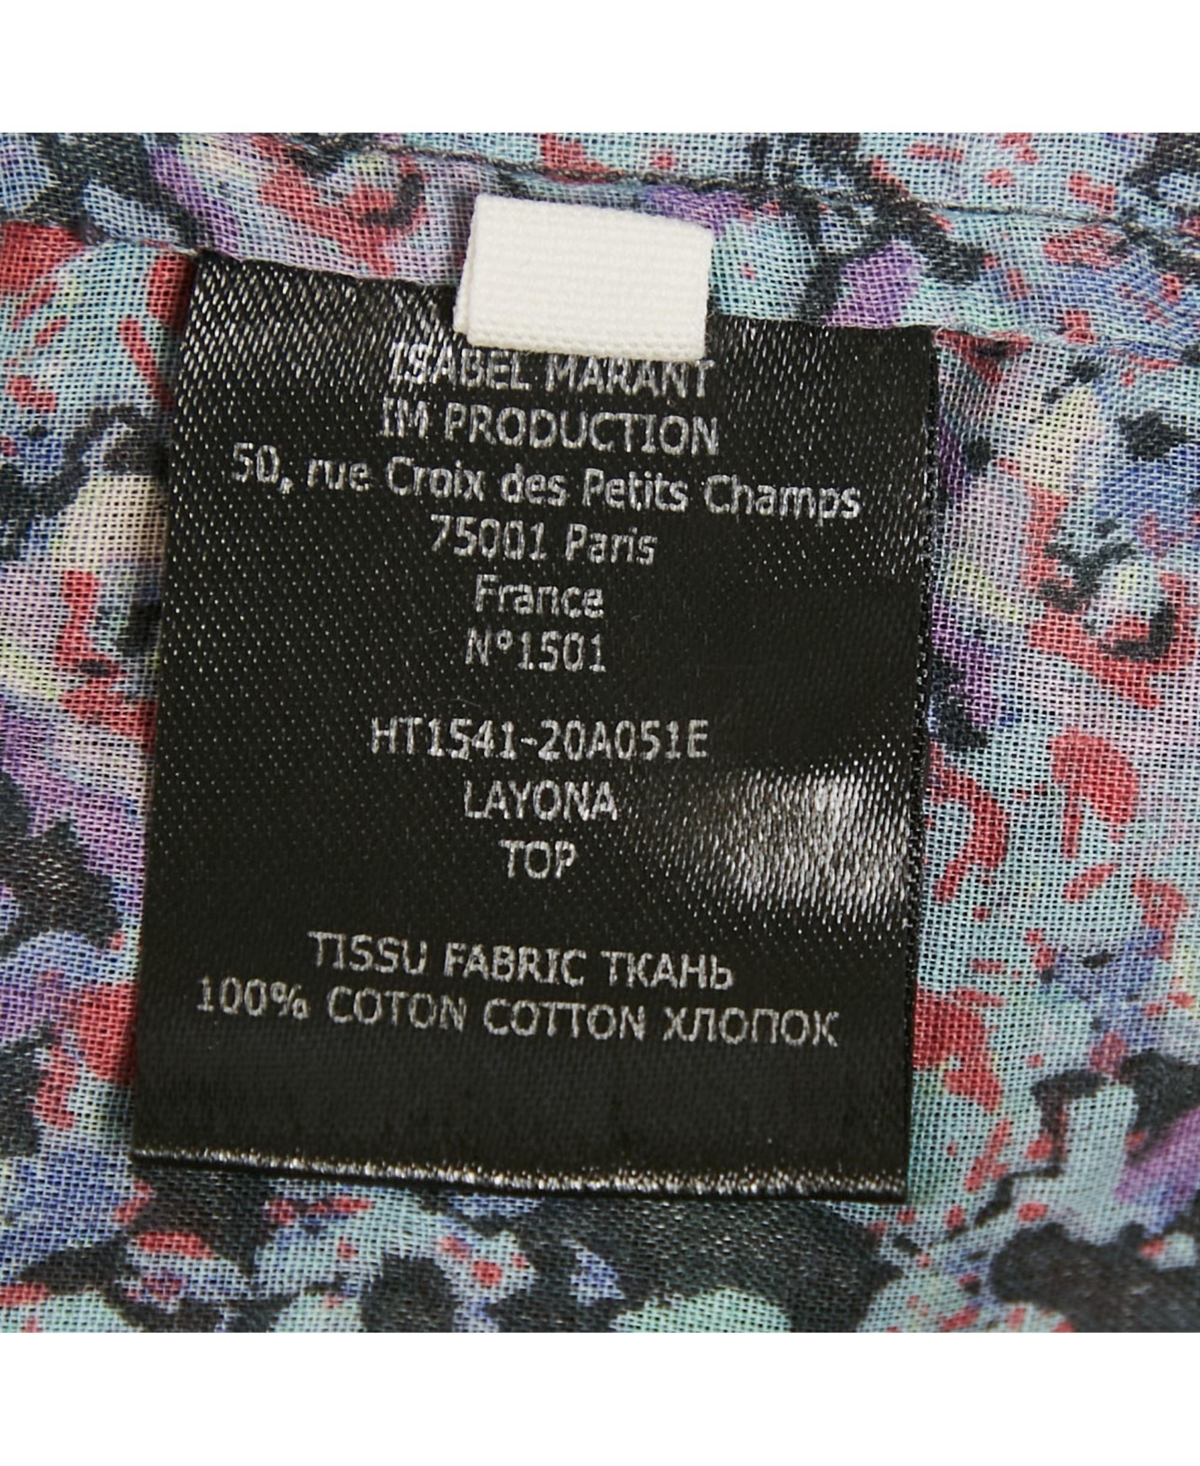 ISABEL MARANT
IM PRODUCTION
50, rue Croix des Petits Champs
75001 Paris
France
N°1501
HT1541-20A051E
LAYONA
TOP
TISSU FABRIC ТКАНЬ
100% COTON COTTON ХЛОПОК